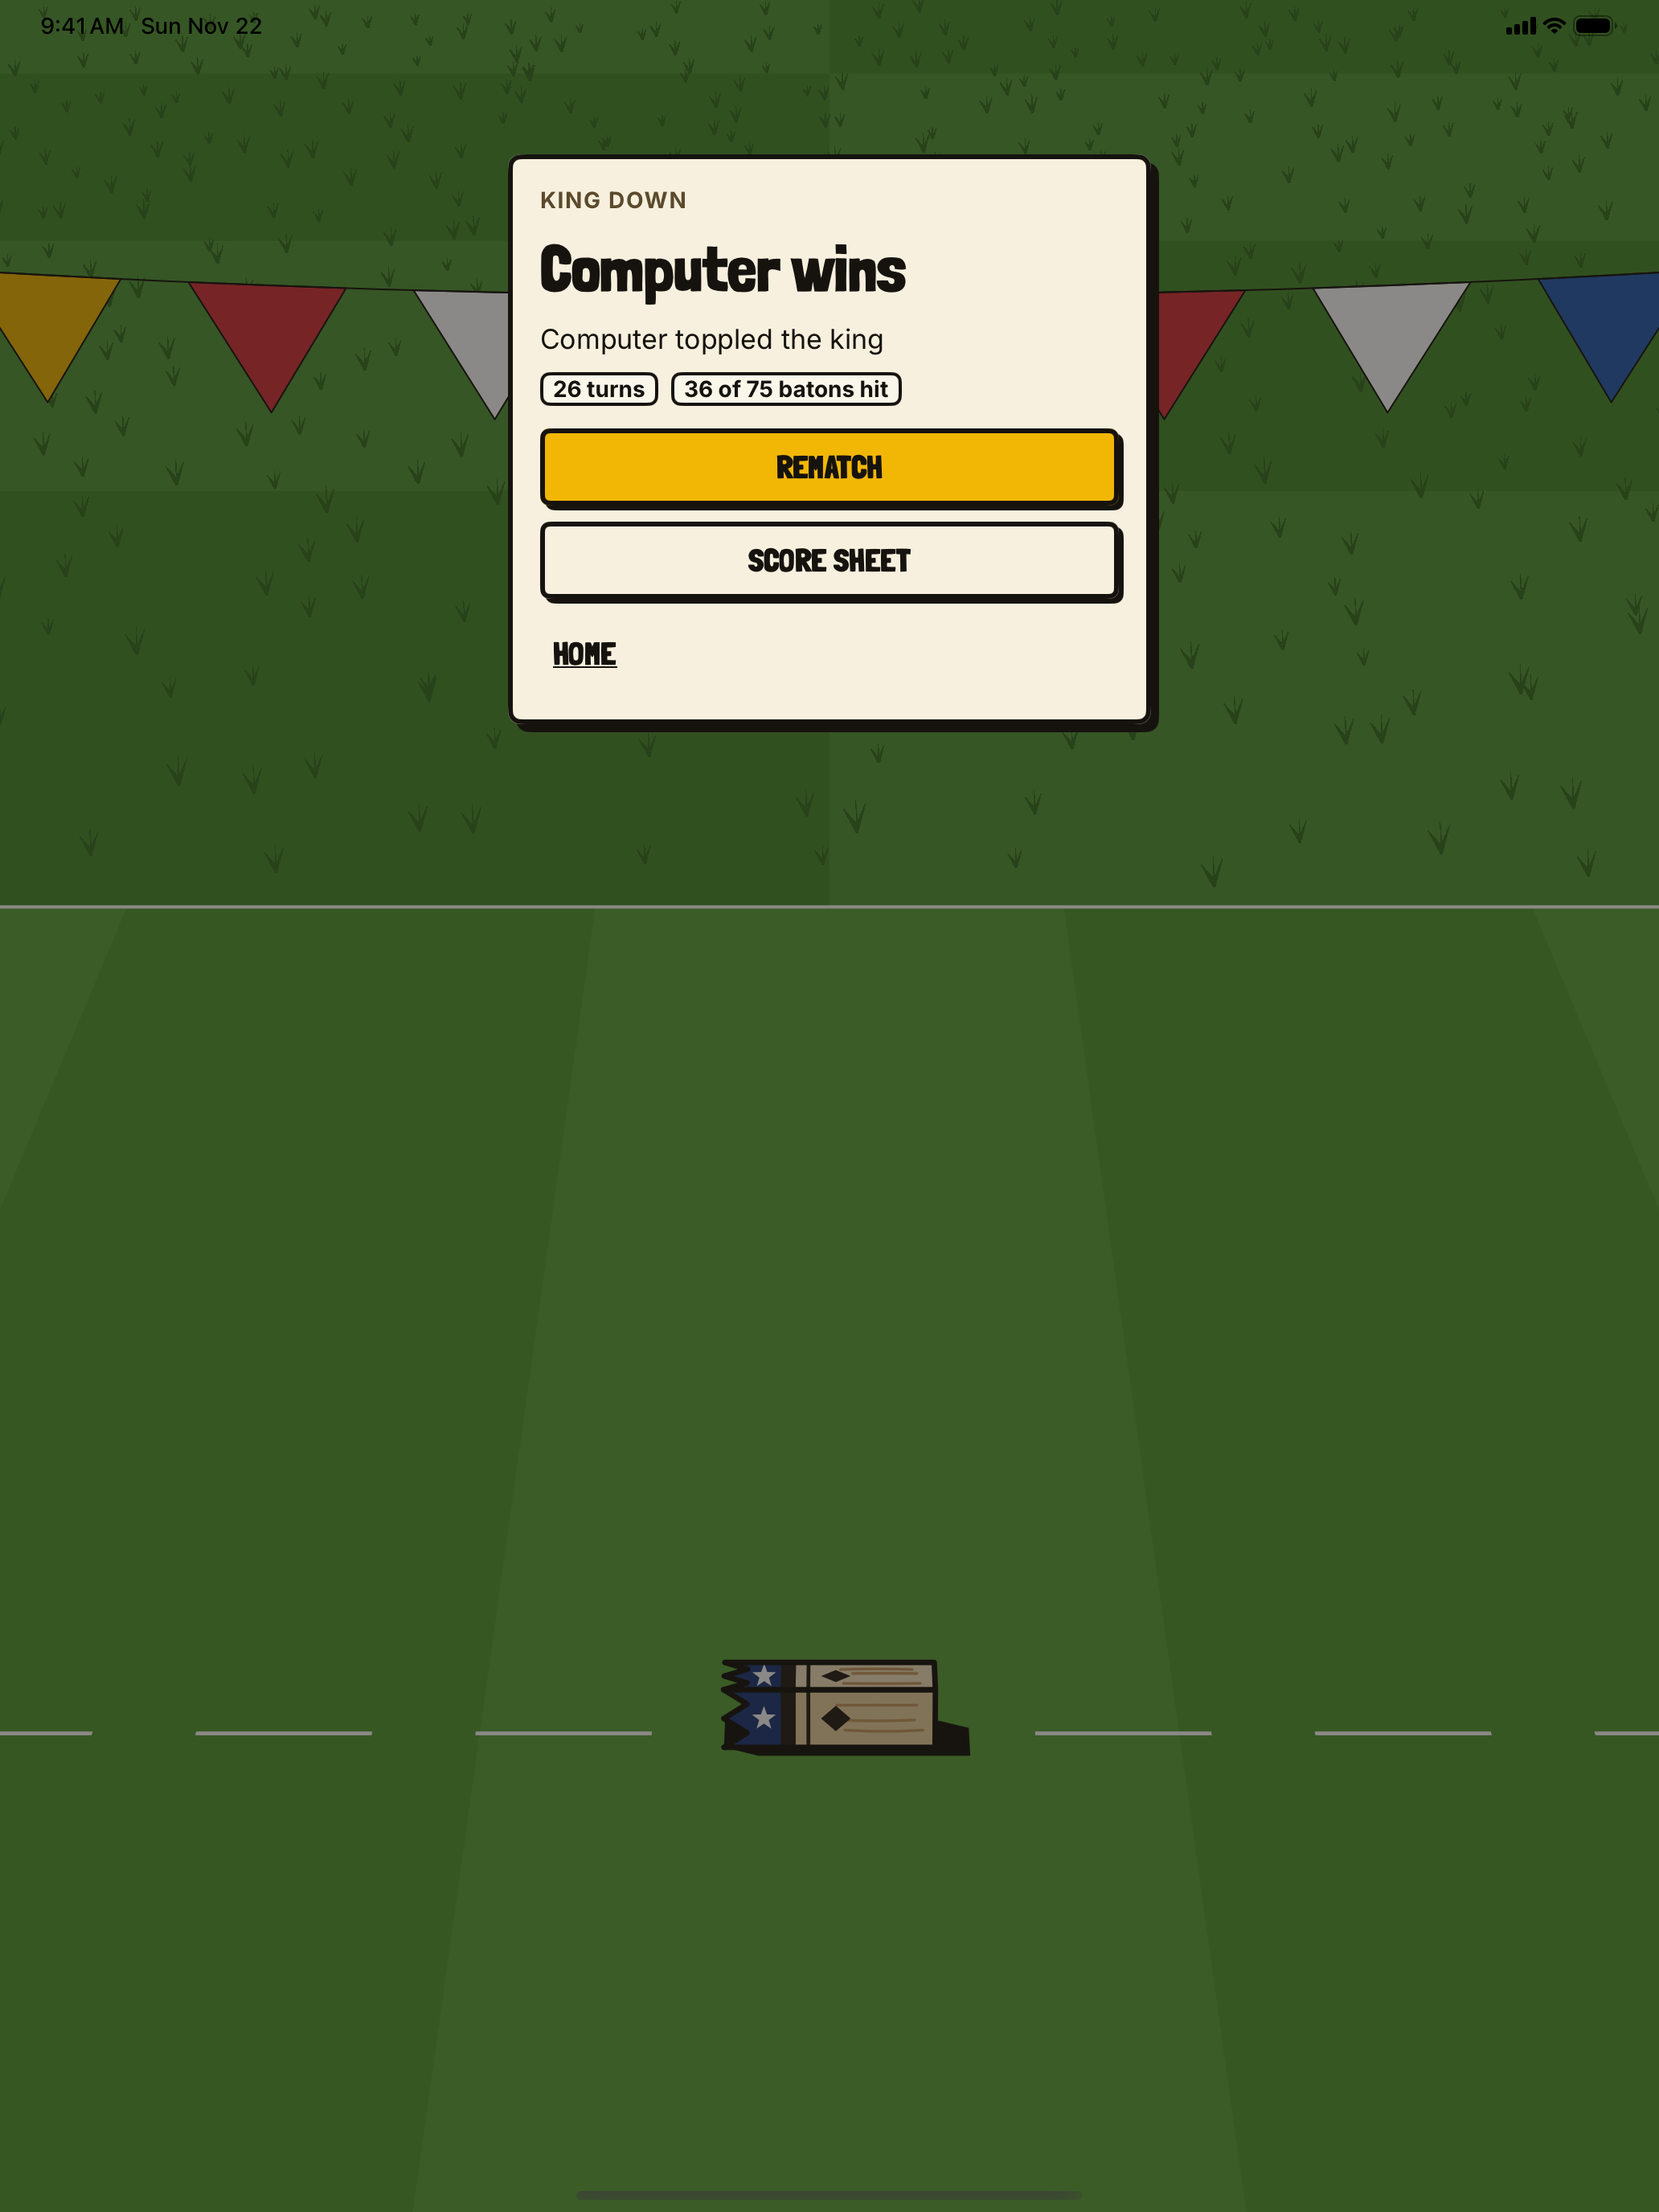 9:41 AM Sun Nov 22
KING DOWN
Computer wins
Computer toppled the king
26 turns 36 of 75 batons hit
REMATCH
SCORE SHEET
HOME